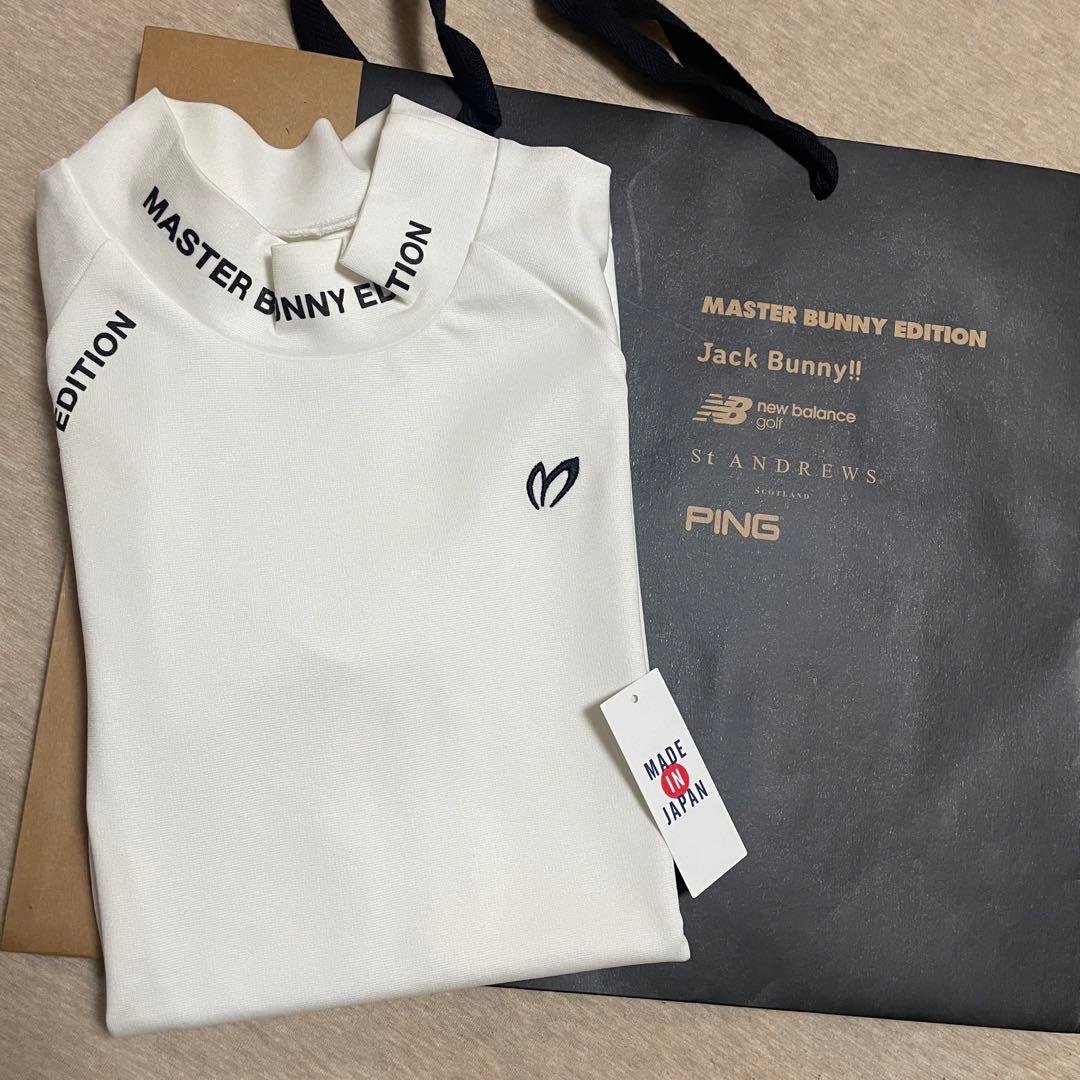 MASTER BUNNY EDITION
EDITION
MASTER BUNNY EDITION
Jack Bunny!!
NB new balance
golf
St ANDREWS
SCOTLAND
PING
MADE
IN
JAPAN